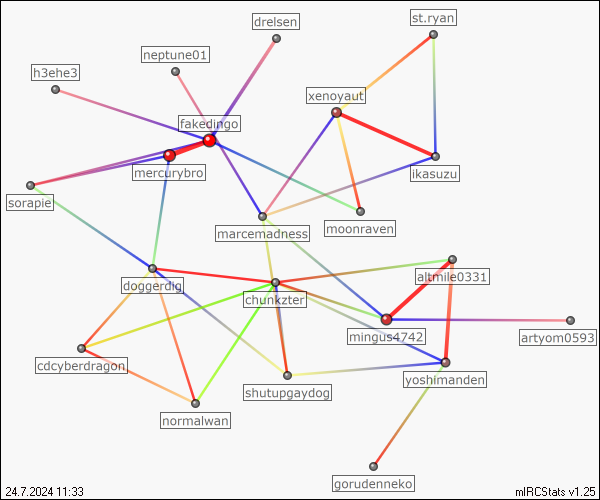 drelsen
st.ryan
neptune01
h3ehe3
xenoyaut
fakedingo
mercurybro
ikasuzu
sorapie
moonraven
marcemadness
altmile0331
doggerdig
chunkzter
mingus4742
artyom0593
cdcyberdragon
yoshimanden
shutupgaydog
normalwan
gorudenneko
24.7.2024 11:33
mIRCStats v1.25